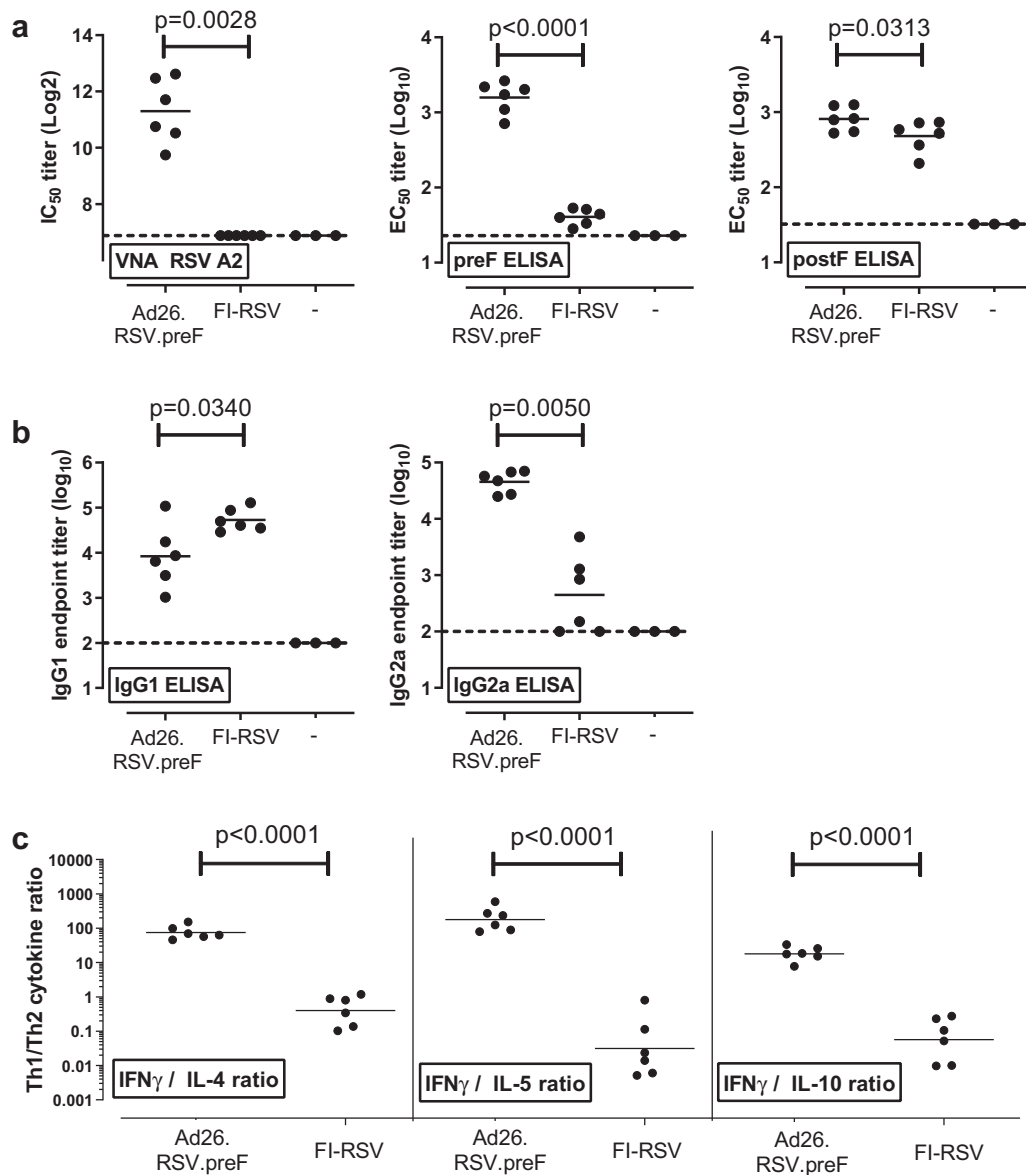 a
p=0.0028
IC50 titer (Log2)
14
12
10
8
VNA RSV A2
Ad26.
RSV.preF
FI-RSV
-
p<0.0001
EC50 titer (Log10)
4
3
2
1
preF ELISA
Ad26.
RSV.preF
FI-RSV
-
p=0.0313
EC50 titer (Log10)
4
3
2
1
postF ELISA
Ad26.
RSV.preF
FI-RSV
-
b
p=0.0340
IgG1 endpoint titer (log10)
6
5
4
3
2
1
IgG1 ELISA
Ad26.
RSV.preF
FI-RSV
-
p=0.0050
IgG2a endpoint titer (log10)
5
4
3
2
1
IgG2a ELISA
Ad26.
RSV.preF
FI-RSV
-
c
Th1/Th2 cytokine ratio
10000
1000
100
10
1
0.1
0.01
0.001
p<0.0001
IFNγ / IL-4 ratio
Ad26.
RSV.preF
FI-RSV
p<0.0001
IFNγ / IL-5 ratio
Ad26.
RSV.preF
FI-RSV
p<0.0001
IFNγ / IL-10 ratio
Ad26.
RSV.preF
FI-RSV